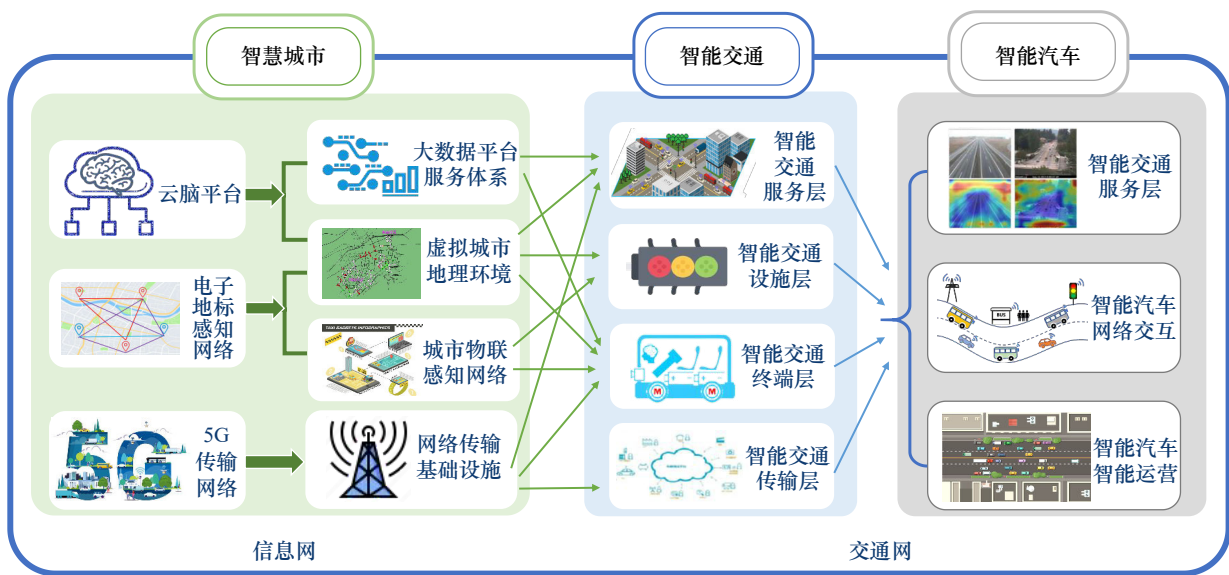 智慧城市
智能交通
智能汽车
云脑平台
电子
地标
感知
网络
5G
传输
网络
大数据平台
服务体系
虚拟城市
地理环境
TAXI GADGETS INFOGRAPHICS
城市物联
感知网络
网络传输
基础设施
智能
交通
服务层
智能交通
设施层
M
M
智能交通
终端层
智能交通
传输层
智能交通
服务层
BUS
智能汽车
网络交互
智能汽车
智能运营
信息网
交通网